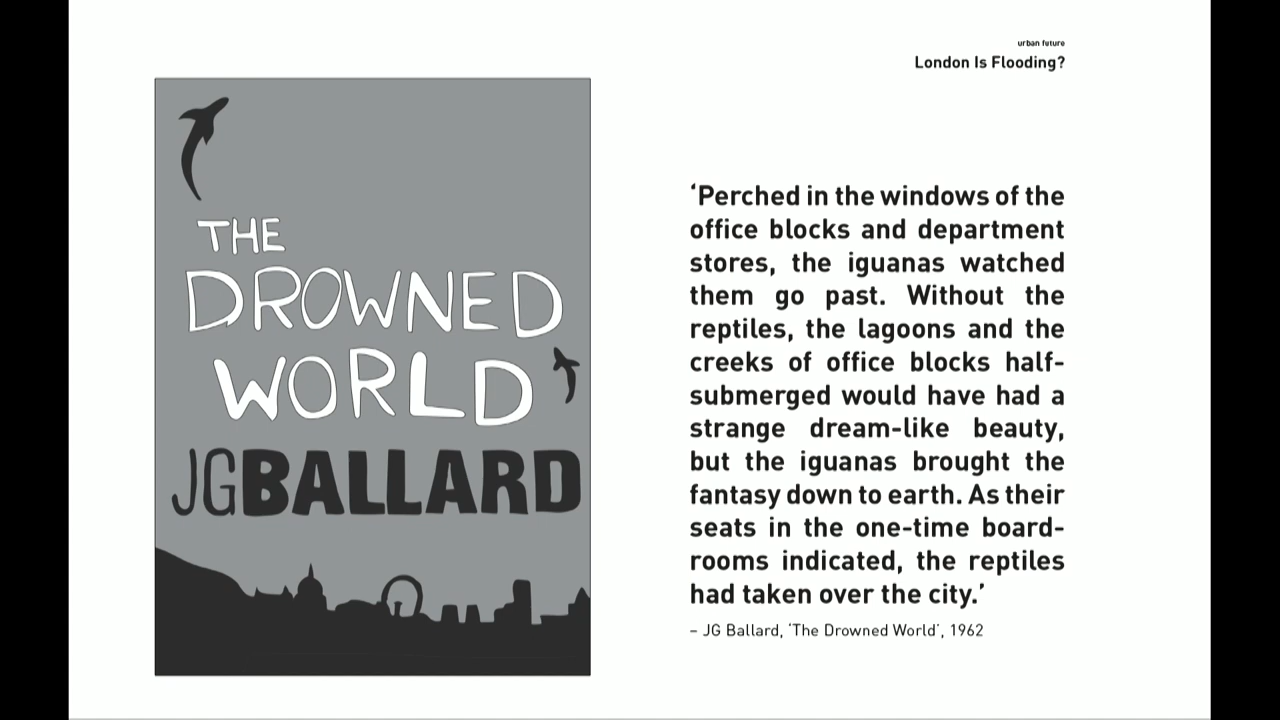 urban future
London Is Flooding?
THE
DROWNED
WORLD
JGBALLARD
‘Perched in the windows of the
office blocks and department
stores, the iguanas watched
them go past. Without the
reptiles, the lagoons and the
creeks of office blocks half-
submerged would have had a
strange dream-like beauty,
but the iguanas brought the
fantasy down to earth. As their
seats in the one-time board-
rooms indicated, the reptiles
had taken over the city.’
– JG Ballard, ‘The Drowned World’, 1962